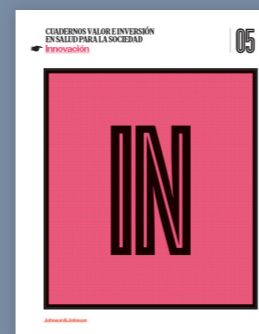 CUADERNOS VALOR E INVERSIÓN
EN SALUD PARA LA SOCIEDAD
Innovación
05
IN
Johnson&Johnson